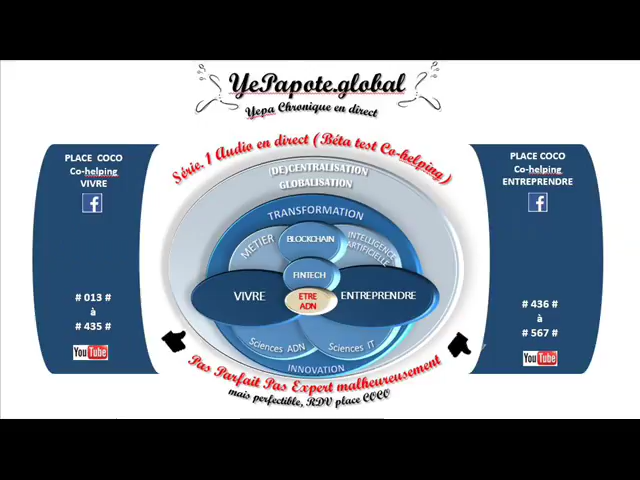 YePapote.global
Yepa Chronique en direct
Série, 1 Audio en direct (Béta test Co-helping)
PLACE COCO
Co-helping
VIVRE
# 013 #
à
# 435 #
YouTube
(DE)CENTRALISATION
GLOBALISATION
TRANSFORMATION
METIER
BLOCKCHAIN
INTELLIGENCE
ARTIFICIELLE
FINTECH
VIVRE
ETRE
ADN
ENTREPRENDRE
Sciences ADN
Sciences IT
INNOVATION
PLACE COCO
Co-helping
ENTREPRENDRE
# 436 #
à
# 567 #
YouTube
Pas Parfait Pas Expert malheureusement
mais perfectible, RDV place COCO